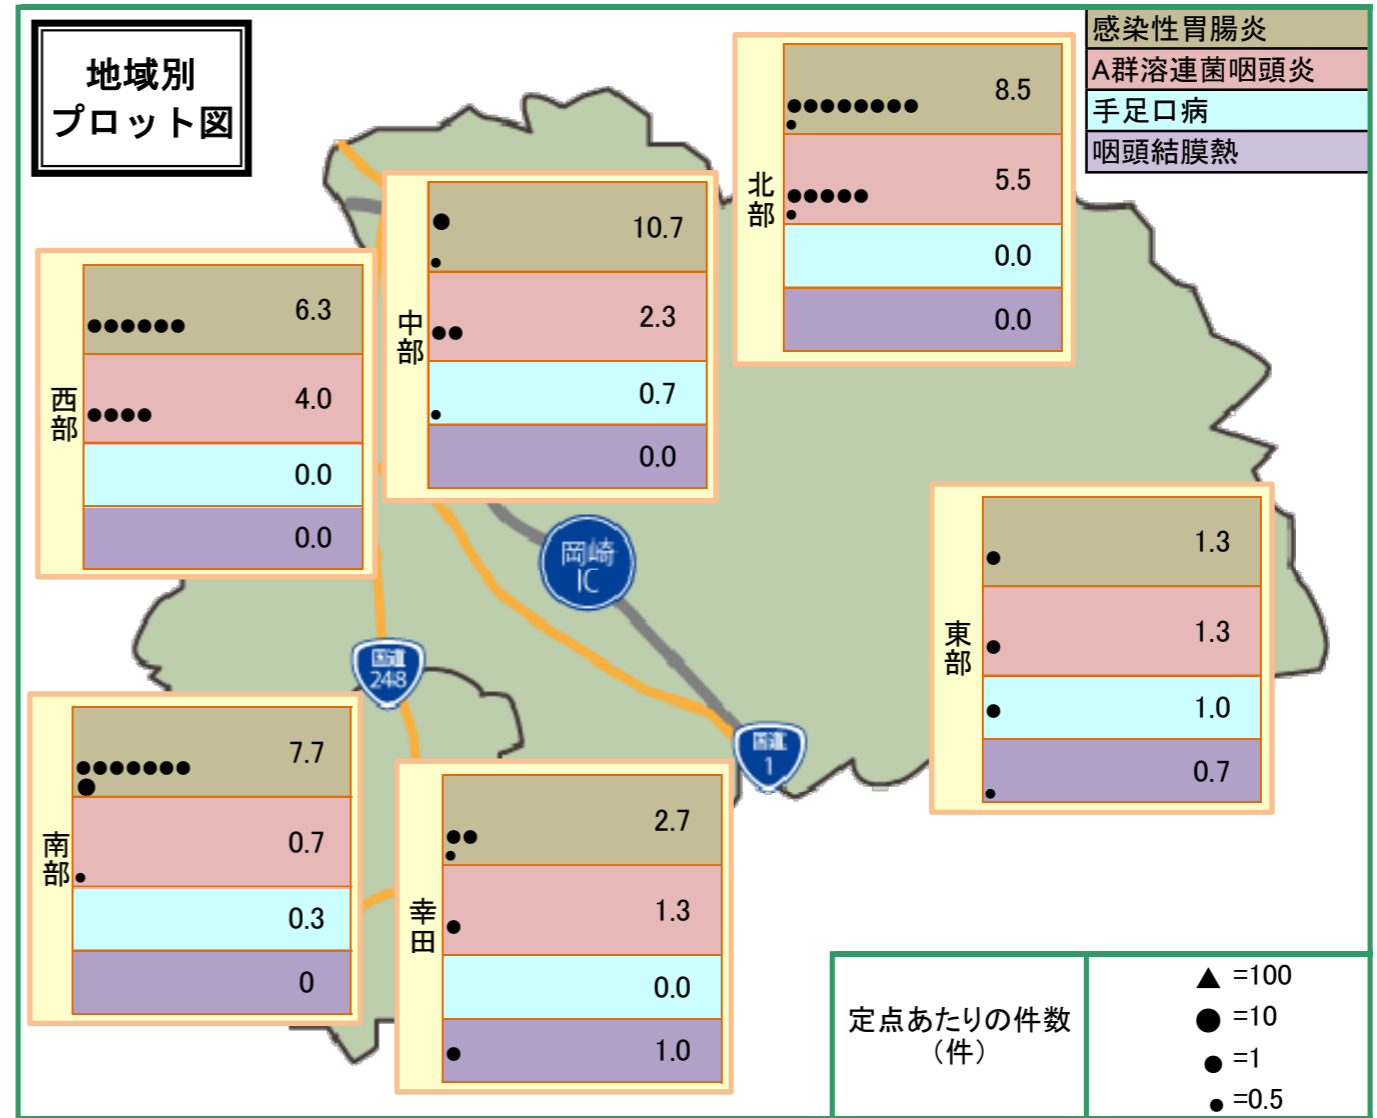 地域別
プロット図
感染性胃腸炎
A群溶連菌咽頭炎
手足口病
咽頭結膜熱
北部
8.5
5.5
0.0
0.0
中部
10.7
2.3
0.7
0.0
西部
6.3
4.0
0.0
0.0
岡崎
IC
東部
1.3
1.3
1.0
0.7
国道
248
国道
1
南部
7.7
0.7
0.3
0
幸田
2.7
1.3
0.0
1.0
定点あたりの件数
（件）
▲ =100
● =10
● =1
● =0.5